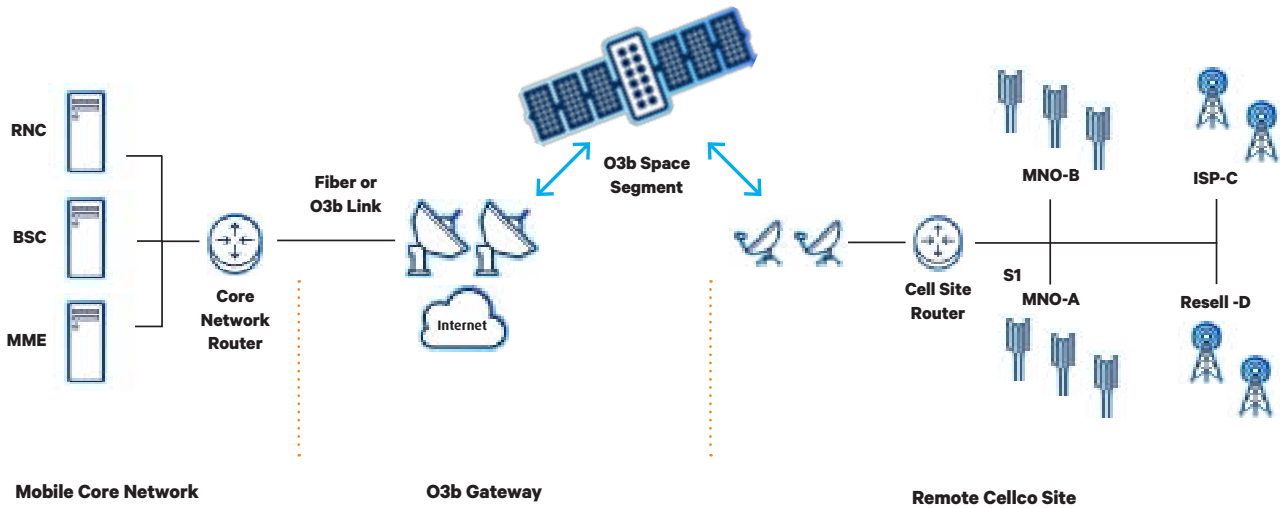 RNC
BSC
MME
Core
Network
Router
Fiber or
O3b Link
Internet
O3b Space
Segment
Cell Site
Router
S1
MNO-B
ISP-C
MNO-A
Resell -D
Mobile Core Network
O3b Gateway
Remote Cellco Site